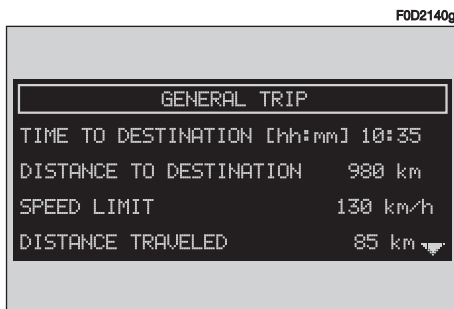 F0D2140g
GENERAL TRIP
TIME TO DESTINATION [hh:mm] 10:35
DISTANCE TO DESTINATION 980 km
SPEED LIMIT 130 km/h
DISTANCE TRAVELED 85 km